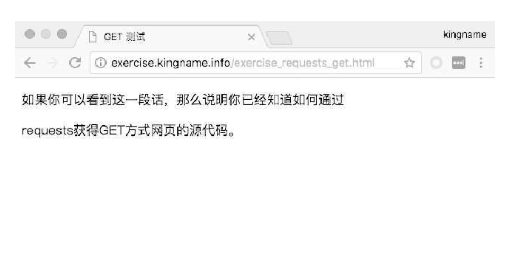 GET 测试
kingname
exercise.kingname.info/exercise_requests_get.html
如果你可以看到这一段话，那么说明你已经知道如何通过
requests获得GET方式网页的源代码。